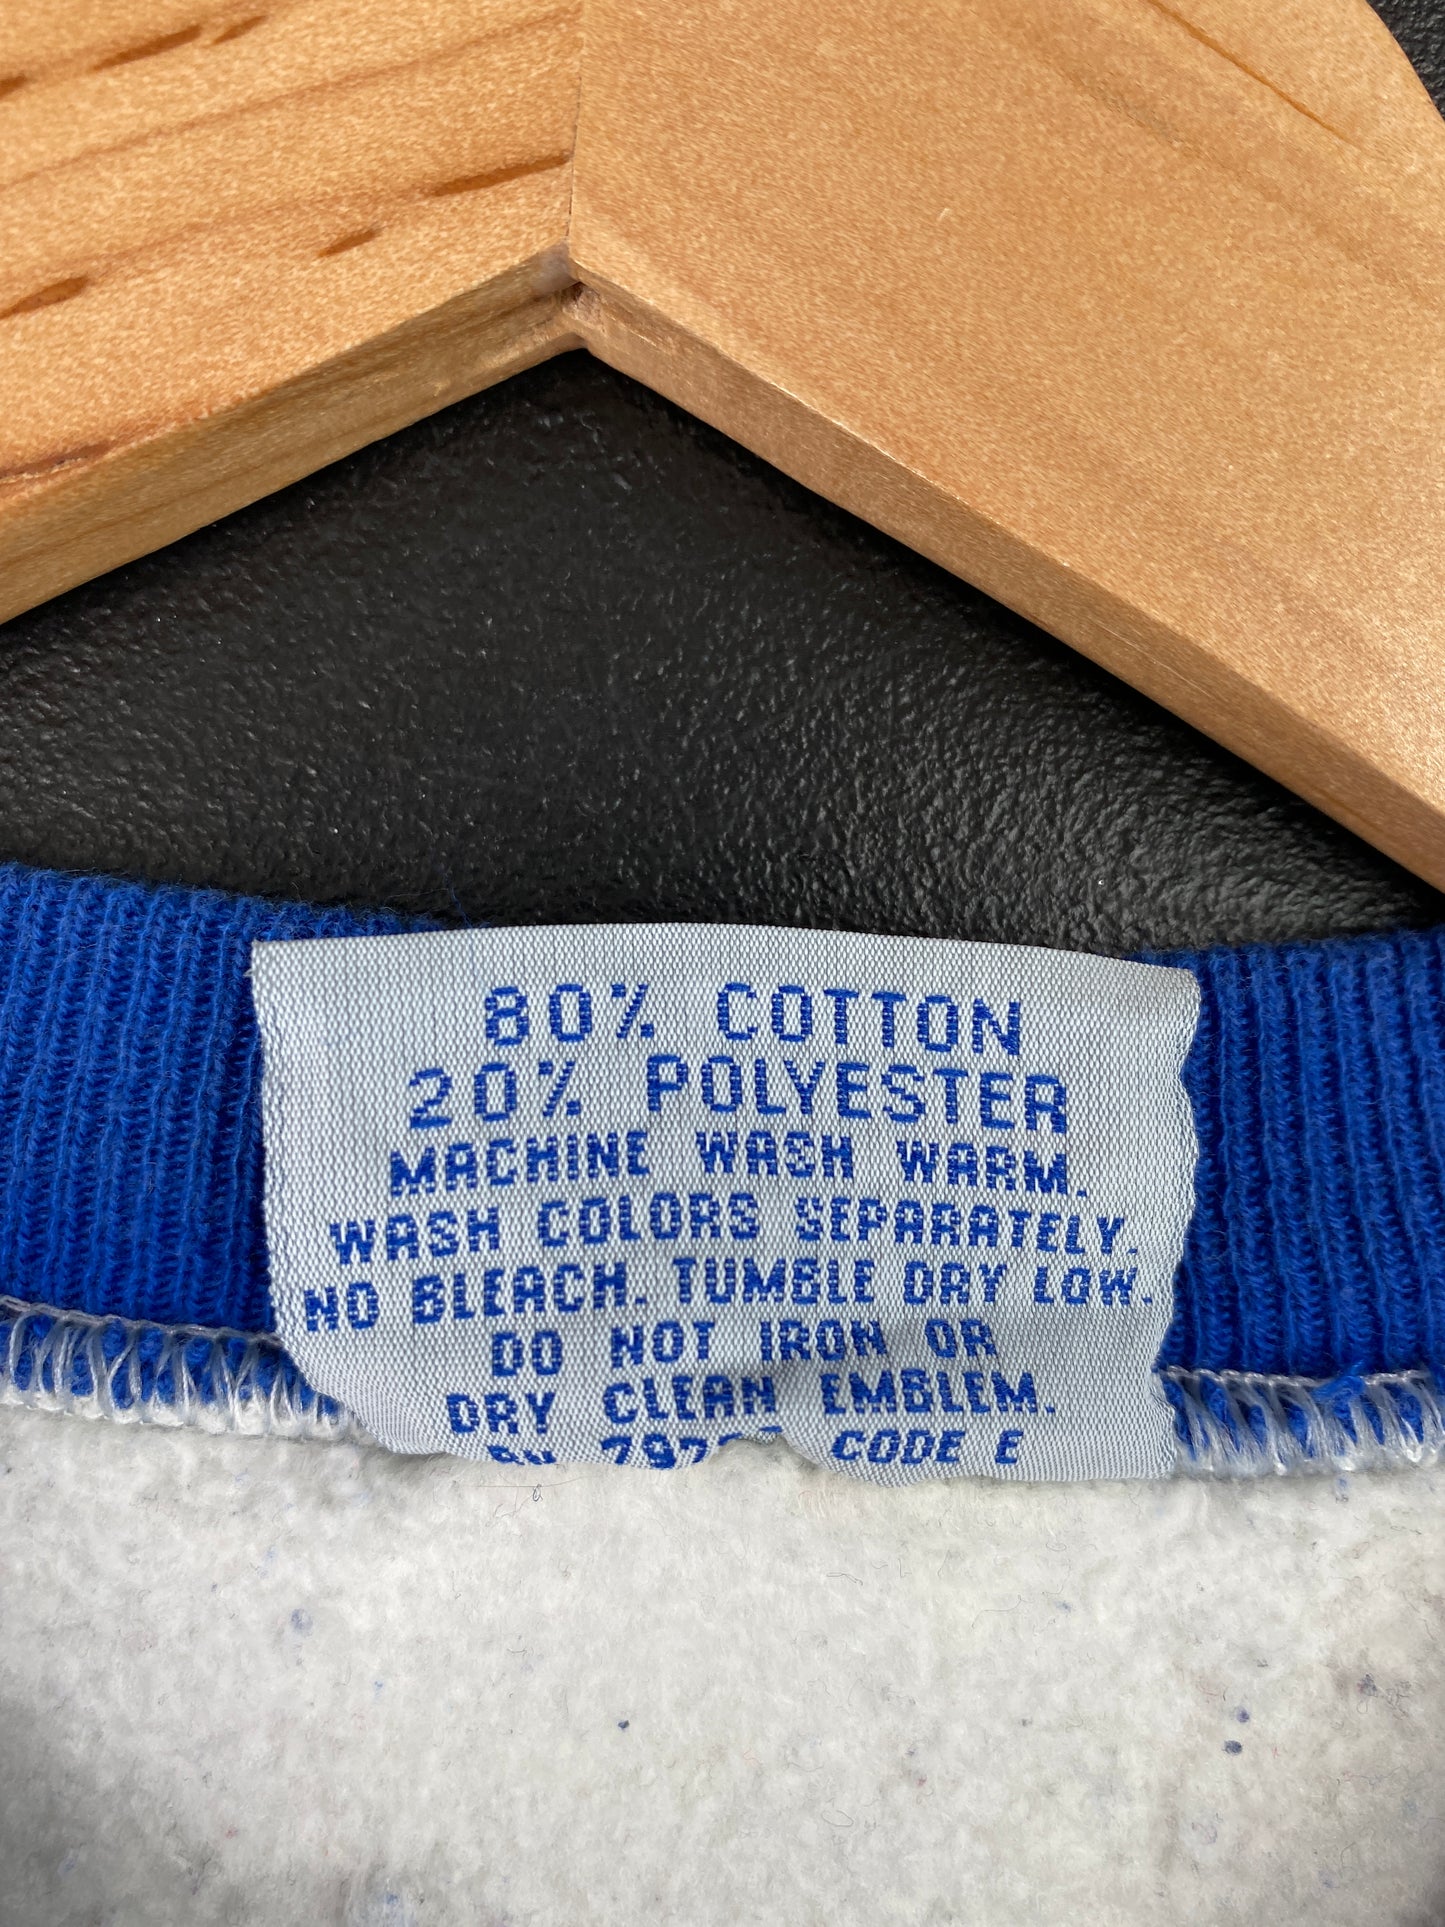 80% COTTON
20% POLYESTER
MACHINE WASH WARM.
WASH COLORS SEPARATELY.
NO BLEACH. TUMBLE DRY LOW.
DO NOT IRON OR
DRY CLEAN EMBLEM.
CODE E